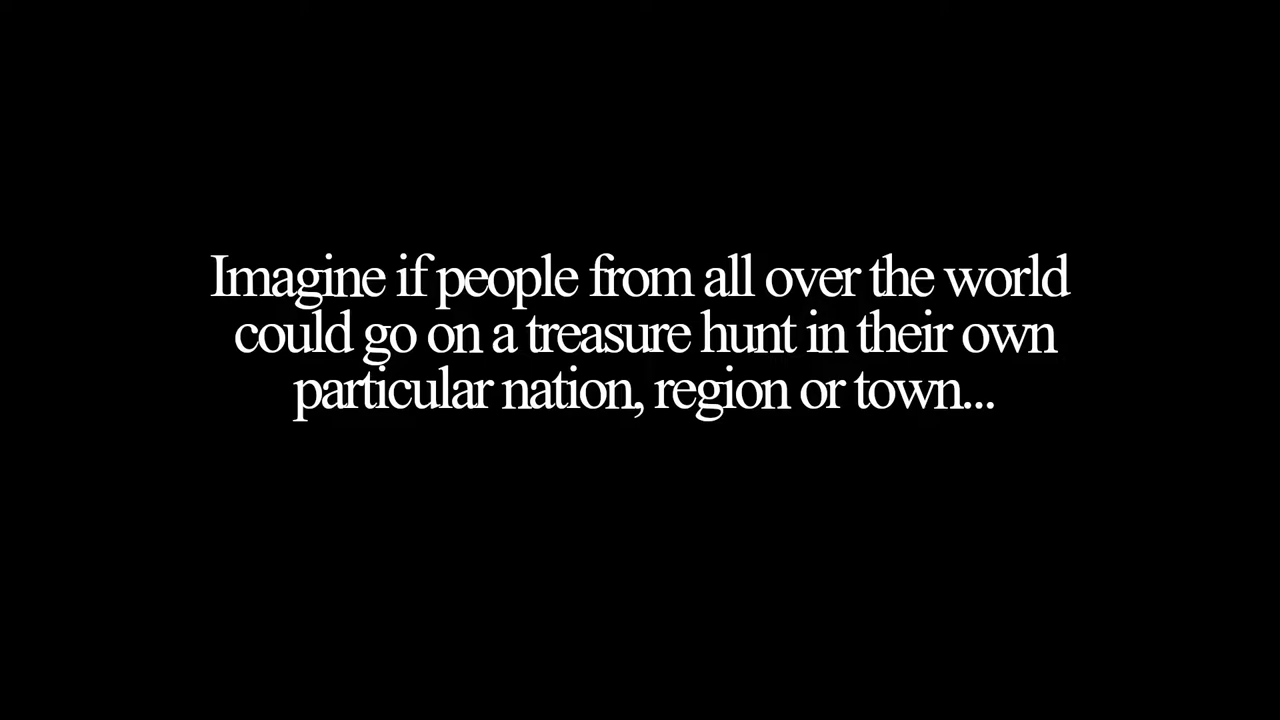 Imagine if people from all over the world
could go on a treasure hunt in their own
particular nation, region or town...